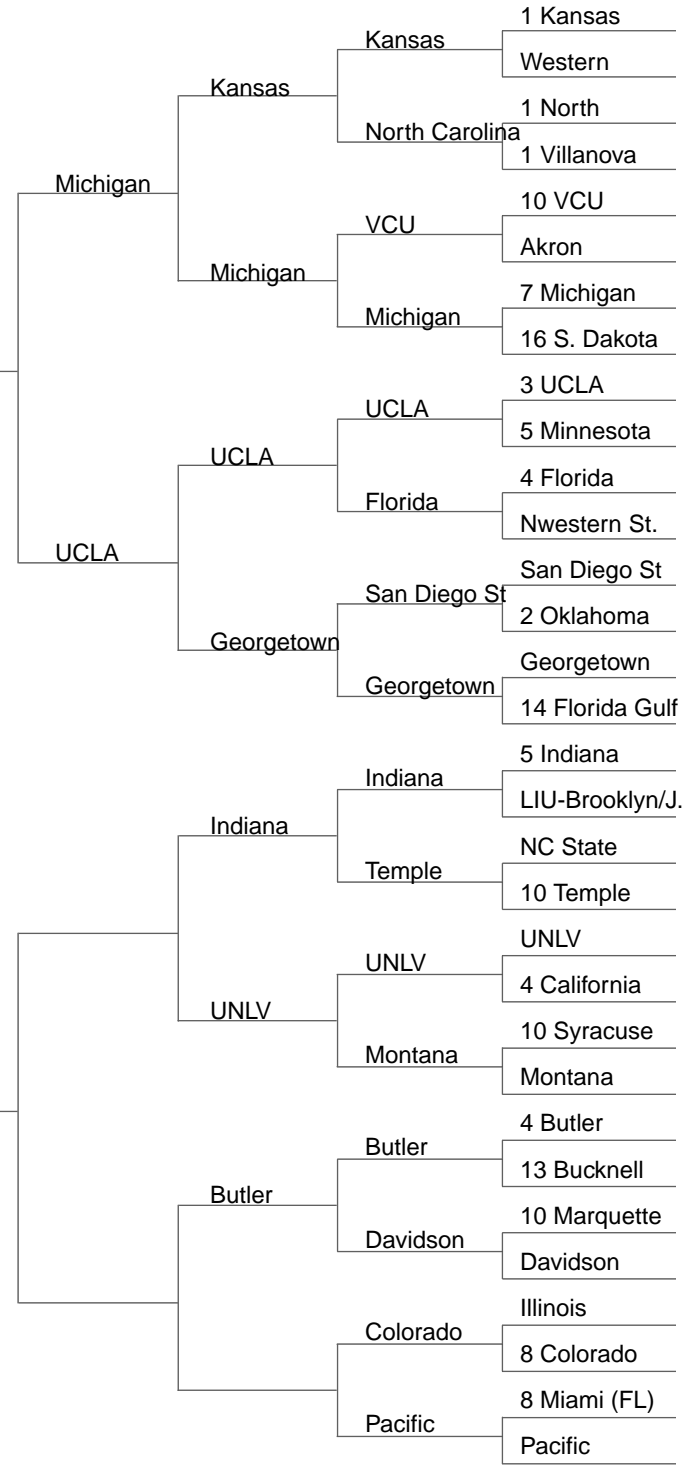 1 Kansas
Kansas
Western
Kansas
1 North
North Carolina
1 Villanova
Michigan
10 VCU
VCU
Akron
Michigan
7 Michigan
Michigan
16 S. Dakota
3 UCLA
UCLA
5 Minnesota
UCLA
4 Florida
Florida
Nwestern St.
UCLA
San Diego St
San Diego St
2 Oklahoma
Georgetown
Georgetown
Georgetown
14 Florida Gulf
5 Indiana
Indiana
LIU-Brooklyn/J.
Indiana
NC State
Temple
10 Temple
UNLV
UNLV
4 California
UNLV
10 Syracuse
Montana
Montana
4 Butler
Butler
13 Bucknell
Butler
10 Marquette
Davidson
Davidson
Illinois
Colorado
8 Colorado
8 Miami (FL)
Pacific
Pacific